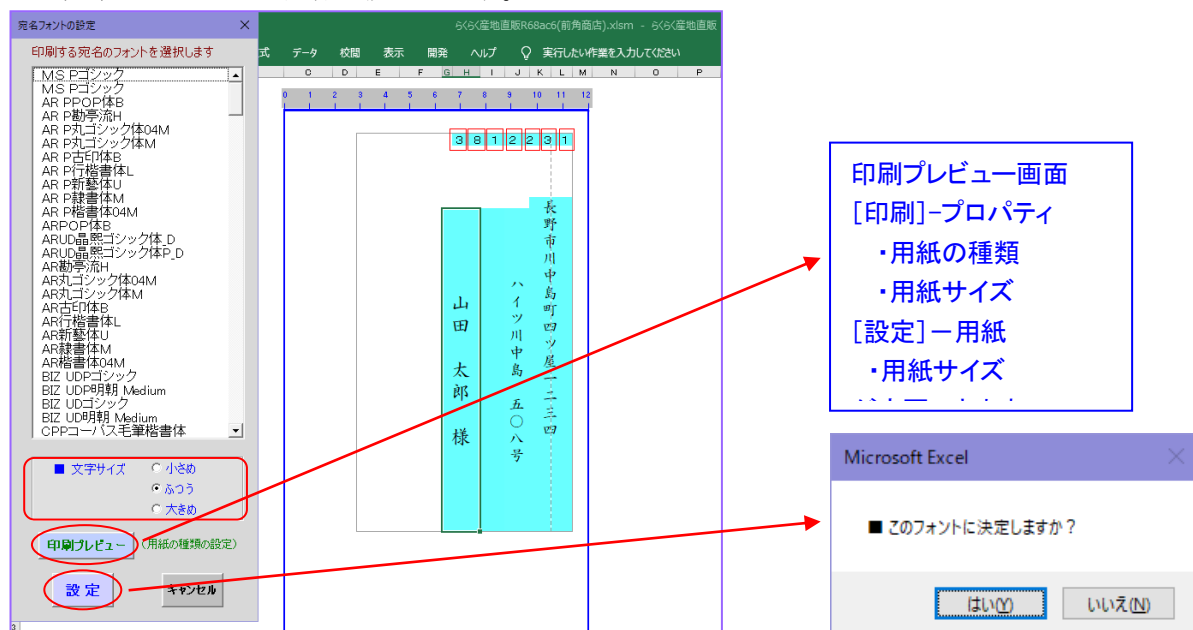 宛名フォントの設定
印刷する宛名のフォントを選択します
MS Pゴシック
MS Pゴシック
AR PPOP体B
AR P勘亭流H
AR P丸ゴシック体04M
AR P丸ゴシック体M
AR P古印体B
AR P行楷書体L
AR P新藝体U
AR P隷書体M
AR P楷書体04M
ARPOP体B
ARUD晶熙ゴシック体_D
ARUD晶熙ゴシック体P_D
AR勘亭流H
AR丸ゴシック体04M
AR丸ゴシック体M
AR古印体B
AR行楷書体L
AR新藝体U
AR隷書体M
AR楷書体04M
BIZ UDPゴシック
BIZ UDP明朝 Medium
BIZ UDゴシック
BIZ UD明朝 Medium
CPPコーパス毛筆楷書体
■ 文字サイズ
小さめ
ふつう
大きめ
印刷プレビュー
(用紙の種類の設定)
設 定
キャンセル
らくらく産地直販R68ac6(前角商店).xlsm - らくらく産地直販
式 データ 校閲 表示 開発 ヘルプ 実行したい作業を入力してください
C D E F G H I J K L M N O P
0 1 2 3 4 5 6 7 8 9 10 11 12
3 8 1 2 2 3 1
長野市川中島町四ツ屋一二三四
ハイツ川中島 五〇八号
山田 太郎 様
3
印刷プレビュー画面
[印刷]-プロパティ
・用紙の種類
・用紙サイズ
[設定]－用紙
・用紙サイズ
Microsoft Excel
■ このフォントに決定しますか？
はい(Y)
いいえ(N)